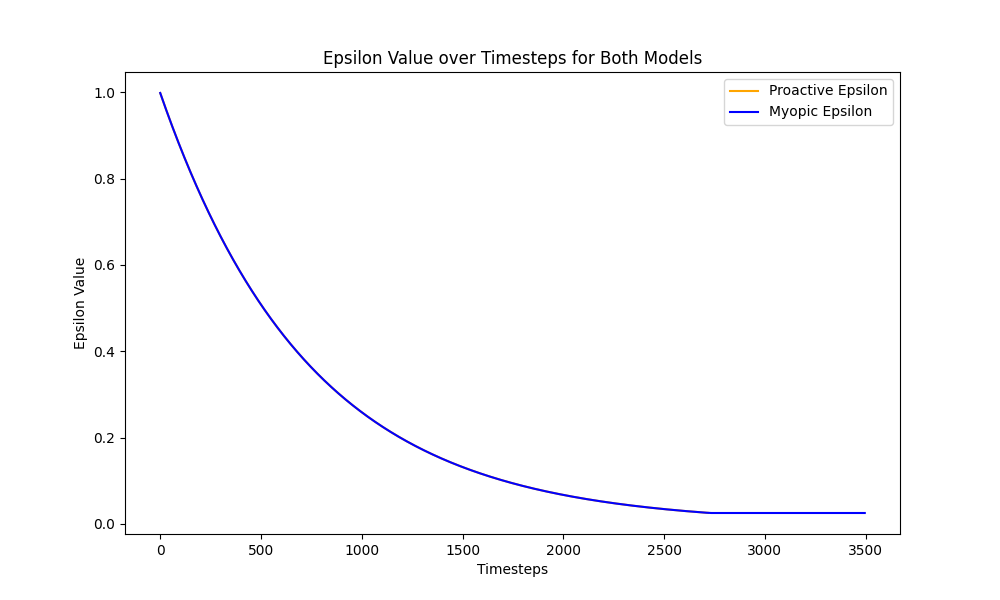 Epsilon Value over Timesteps for Both Models
Proactive Epsilon
Myopic Epsilon
Epsilon Value
1.0
0.8
0.6
0.4
0.2
0.0
0 500 1000 1500 2000 2500 3000 3500
Timesteps